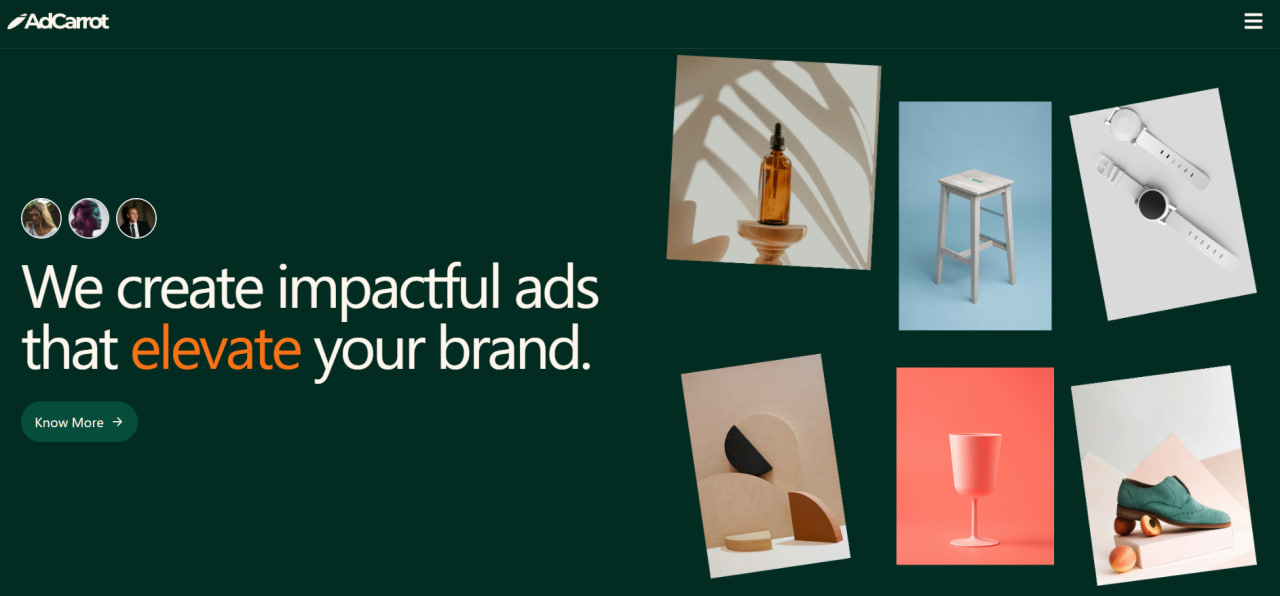 AdCarrot
We create impactful ads
that elevate your brand.
Know More →